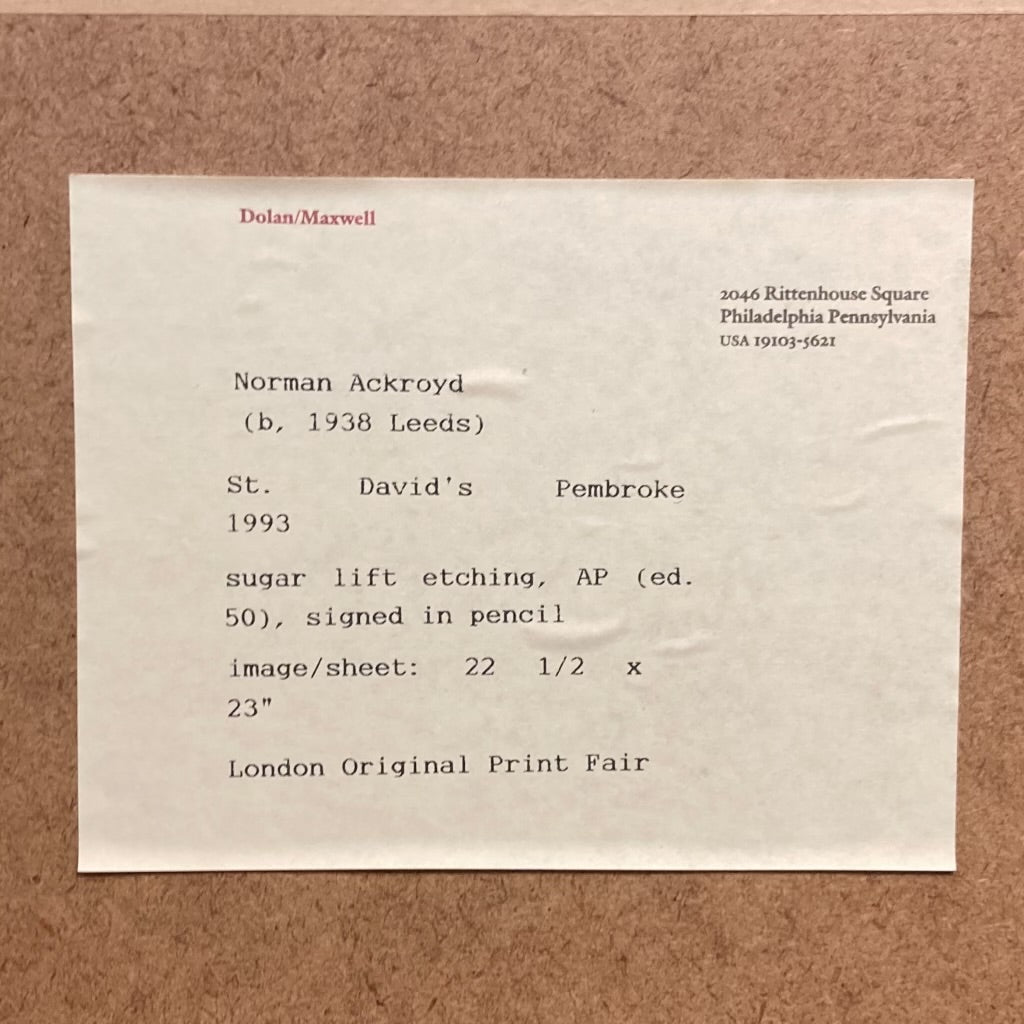 Dolan/Maxwell
2046 Rittenhouse Square
Philadelphia Pennsylvania
USA 19103-5621
Norman Ackroyd
(b, 1938 Leeds)
St. David's Pembroke
1993
sugar lift etching, AP (ed.
50), signed in pencil
image/sheet: 22 1/2 x
23"
London Original Print Fair